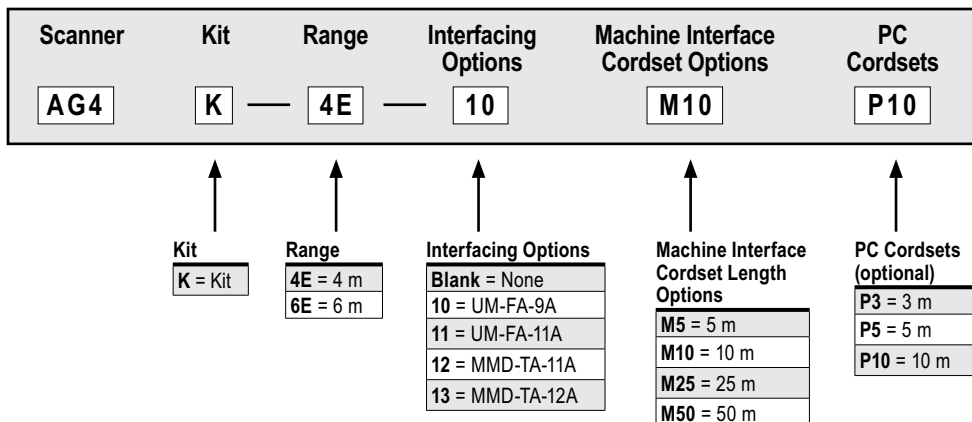 Scanner Kit Range Interfacing Options Machine Interface Cordset Options PC Cordsets
AG4 K — 4E — 10 M10 P10
Kit
K = Kit
Range
4E = 4 m
6E = 6 m
Interfacing Options
Blank = None
10 = UM-FA-9A
11 = UM-FA-11A
12 = MMD-TA-11A
13 = MMD-TA-12A
Machine Interface
Cordset Length
Options
M5 = 5 m
M10 = 10 m
M25 = 25 m
M50 = 50 m
PC Cordsets
(optional)
P3 = 3 m
P5 = 5 m
P10 = 10 m